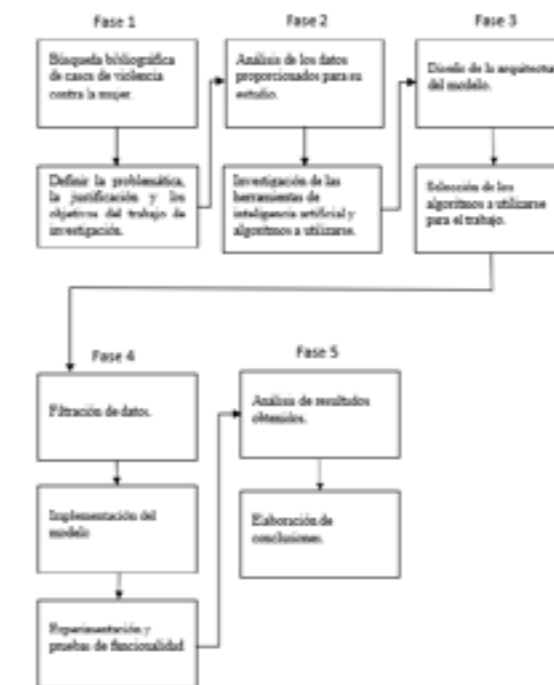 Fase 1
Búsqueda bibliográfica
de casos de violencia
contra la mujer.
Definir la problemática,
la justificación y los
objetivos del trabajo de
investigación.
Fase 2
Análisis de los datos
proporcionados para su
estudio.
Investigación de las
herramientas de
inteligencia artificial y
algoritmos a utilizarse.
Fase 3
Diseño de la arquitectura
del modelo.
Selección de los
algoritmos a utilizarse
para el trabajo.
Fase 4
Filtración de datos.
Implementación del
modelo
Experimentación y
pruebas de funcionalidad
Fase 5
Análisis de resultados
obtenidos.
Elaboración de
conclusiones.